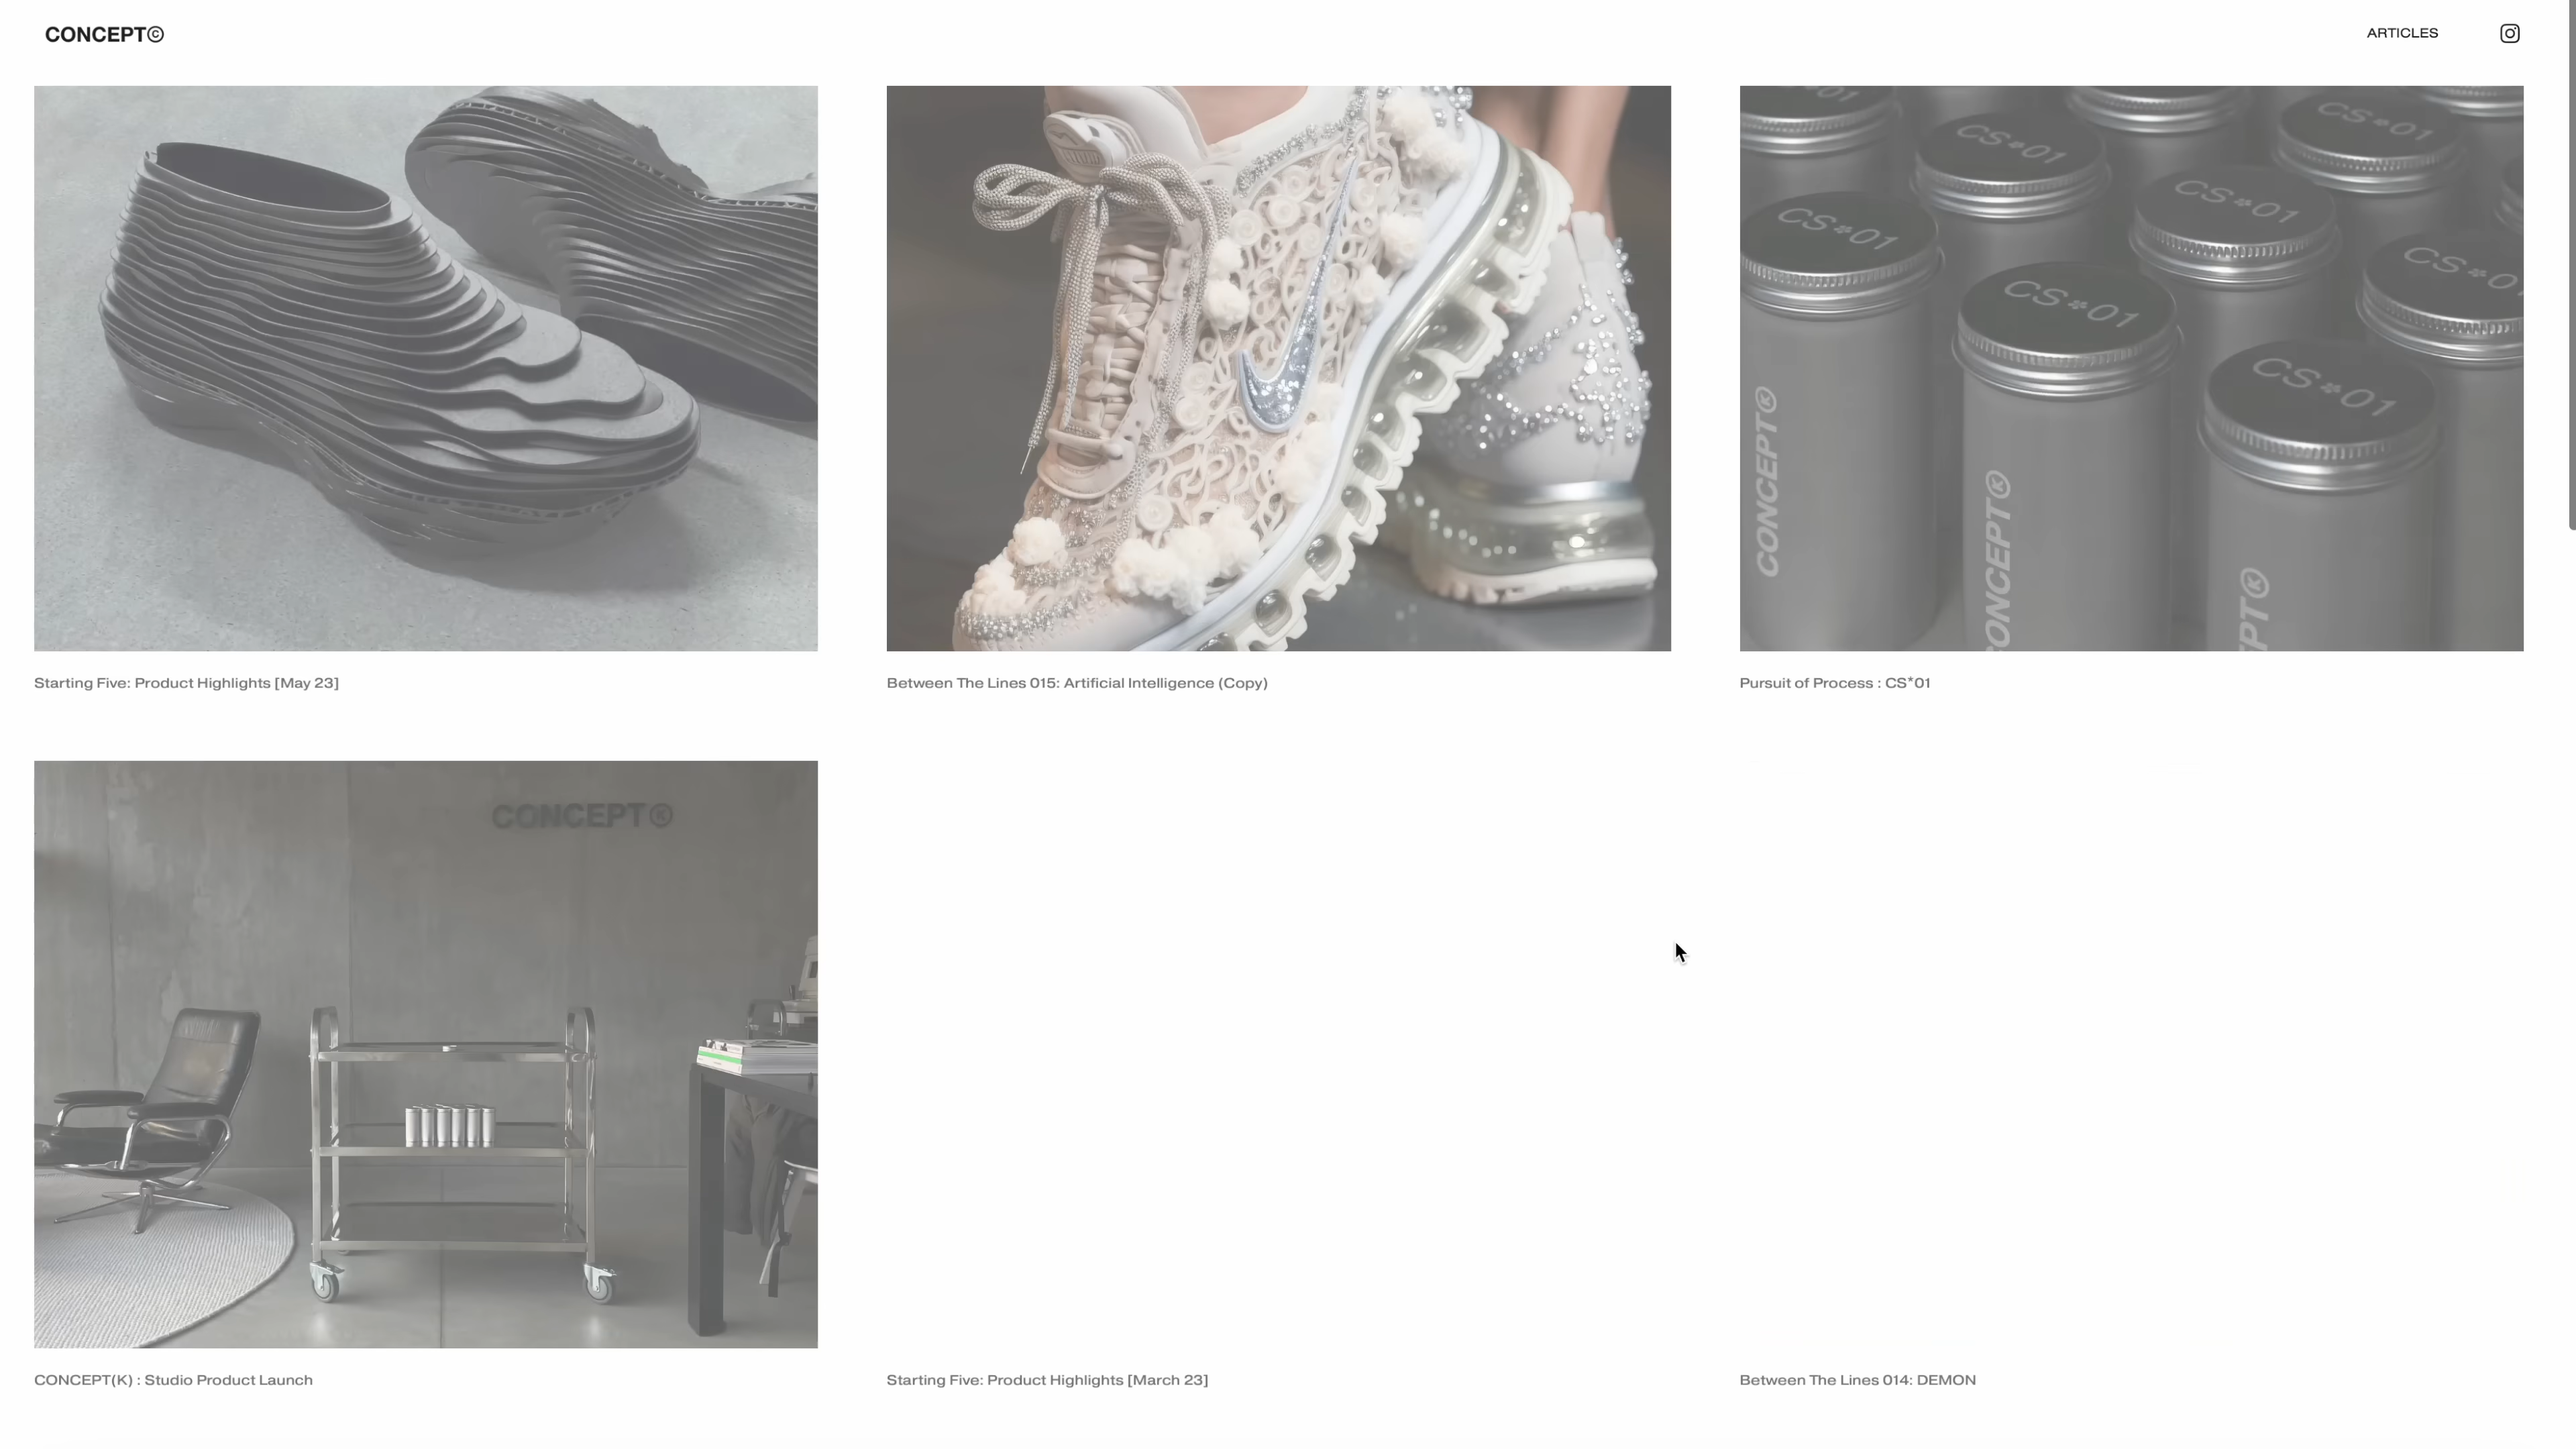 CONCEPT©
ARTICLES
CS*01
CS*01
CS*01
CS*01
CS*01
CS*01
CONCEPT®
Starting Five: Product Highlights [May 23]
Between The Lines 015: Artificial Intelligence (Copy)
Pursuit of Process : CS*01
CONCEPT
CONCEPT(K) : Studio Product Launch
Starting Five: Product Highlights [March 23]
Between The Lines 014: DEMON